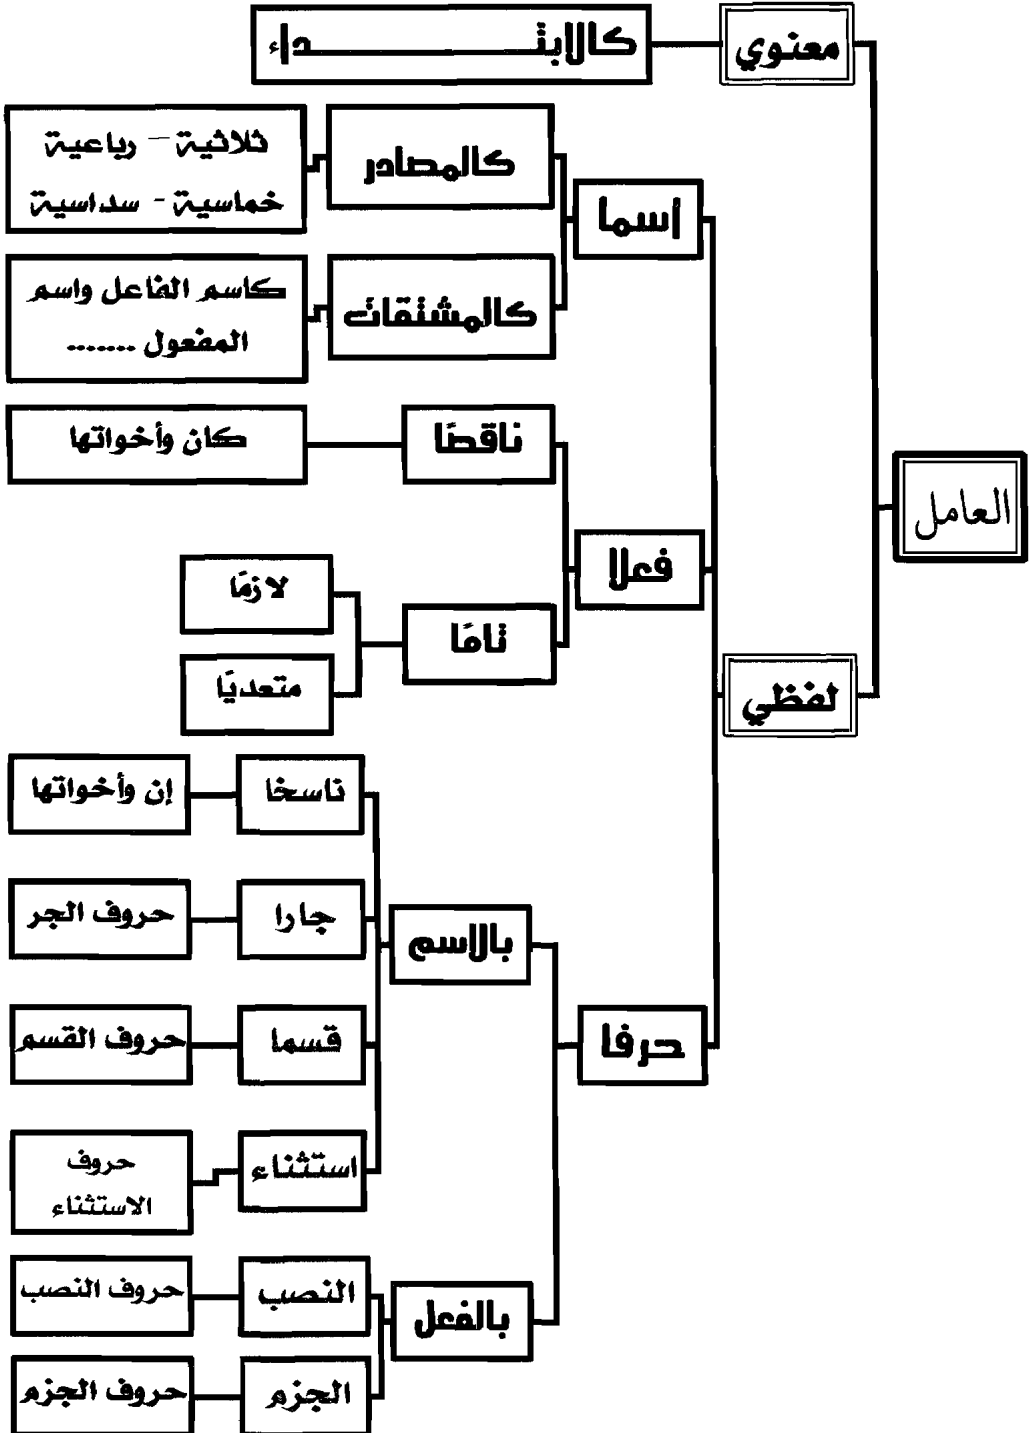 العامل
معنوي
كالابتـــــــــــــــداء
لفظي
إسما
كالمصادر
ثلاثية - رباعية
خماسية - سداسية
كالمشتقات
كاسم الفاعل واسم
المفعول .......
فعلا
ناقصًا
كان وأخواتها
تامًا
لازمًا
متعديًا
حرفا
بالاسم
ناسخا
إن وأخواتها
جارا
حروف الجر
قسما
حروف القسم
استثناء
حروف
الاستثناء
بالفعل
النصب
حروف النصب
الجزم
حروف الجزم